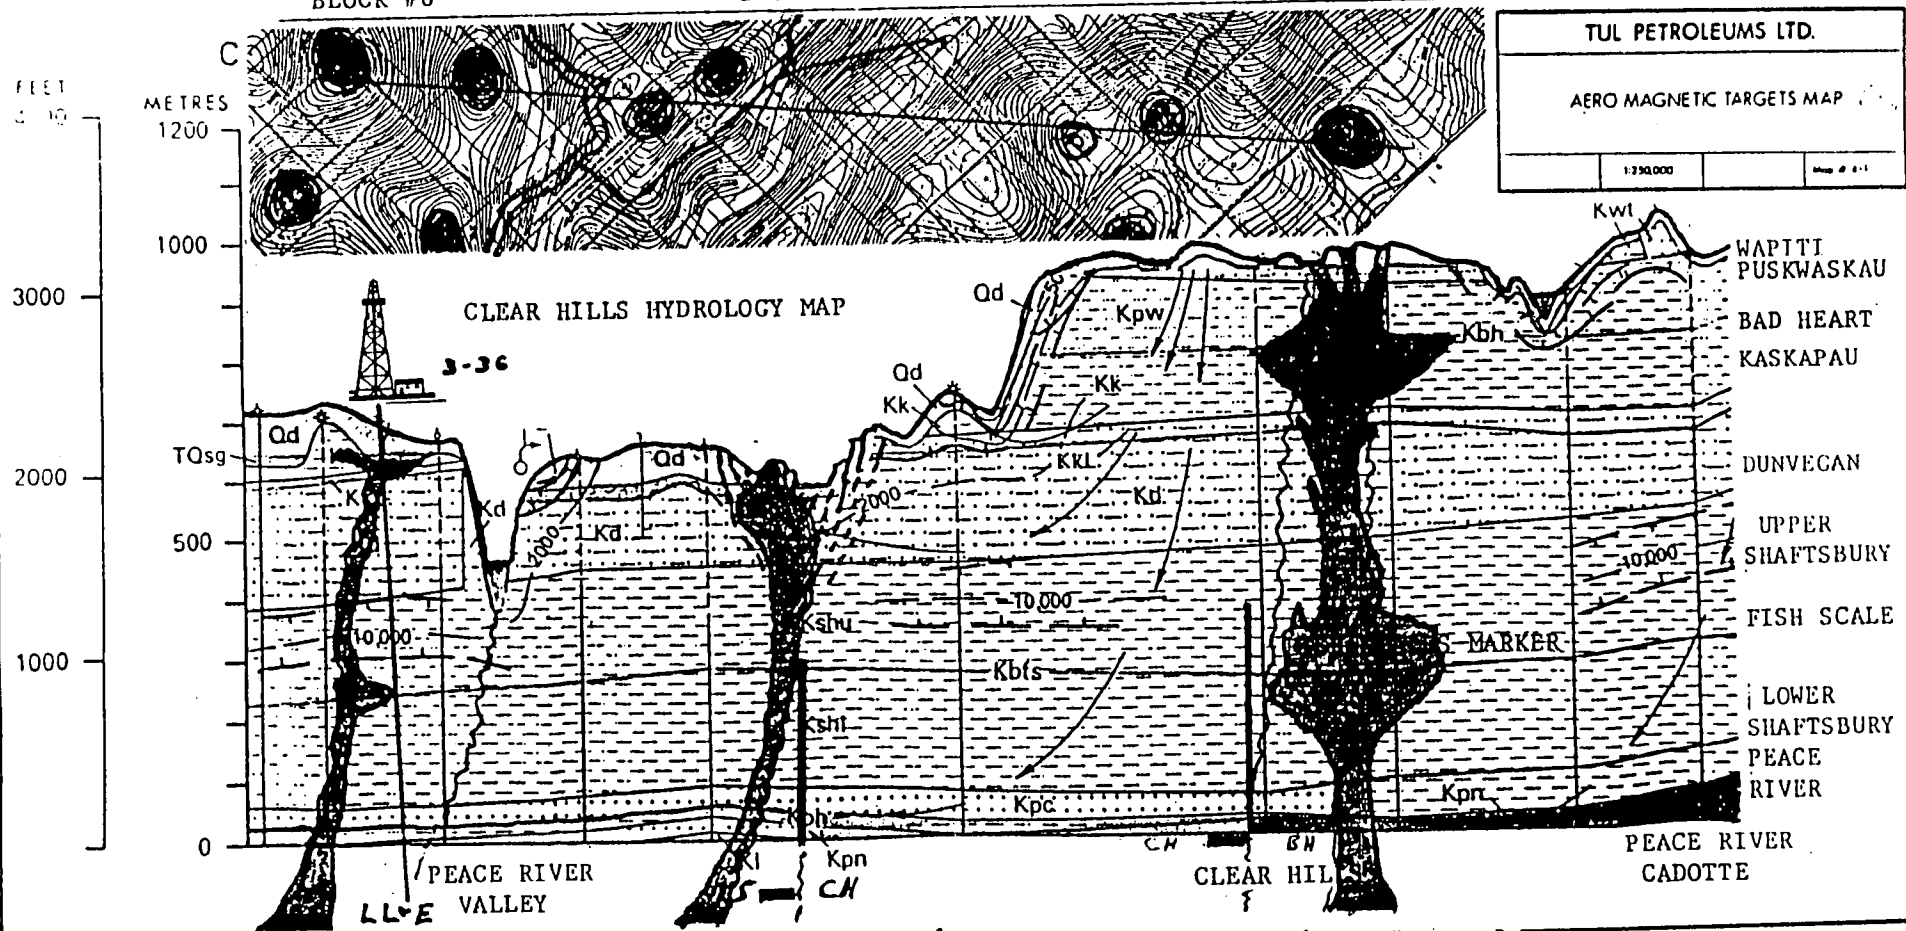 C
TUL PETROLEUMS LTD.
AERO MAGNETIC TARGETS MAP
1:250,000
FEET
METRES
1200
1000
3000
500
2000
1000
0
CLEAR HILLS HYDROLOGY MAP
3-36
Qd
TQsg
Kd
Kd
Qd
2000
10,000
Qd
Kk
Qd
Kpw
Kk
KkL
Kd
2000
10,000
Kshu
Kbfs
Kshl
Kpc
Kpn
Kpn
Kbh
Kwt
10,000
MARKER
WAPITI
PUSKWASKAU
BAD HEART
KASKAPAU
DUNVEGAN
UPPER
SHAFTSBURY
FISH SCALE
LOWER
SHAFTSBURY
PEACE
RIVER
PEACE RIVER
VALLEY
LL&E
S CH
CH BH
CLEAR HIL
PEACE RIVER
CADOTTE